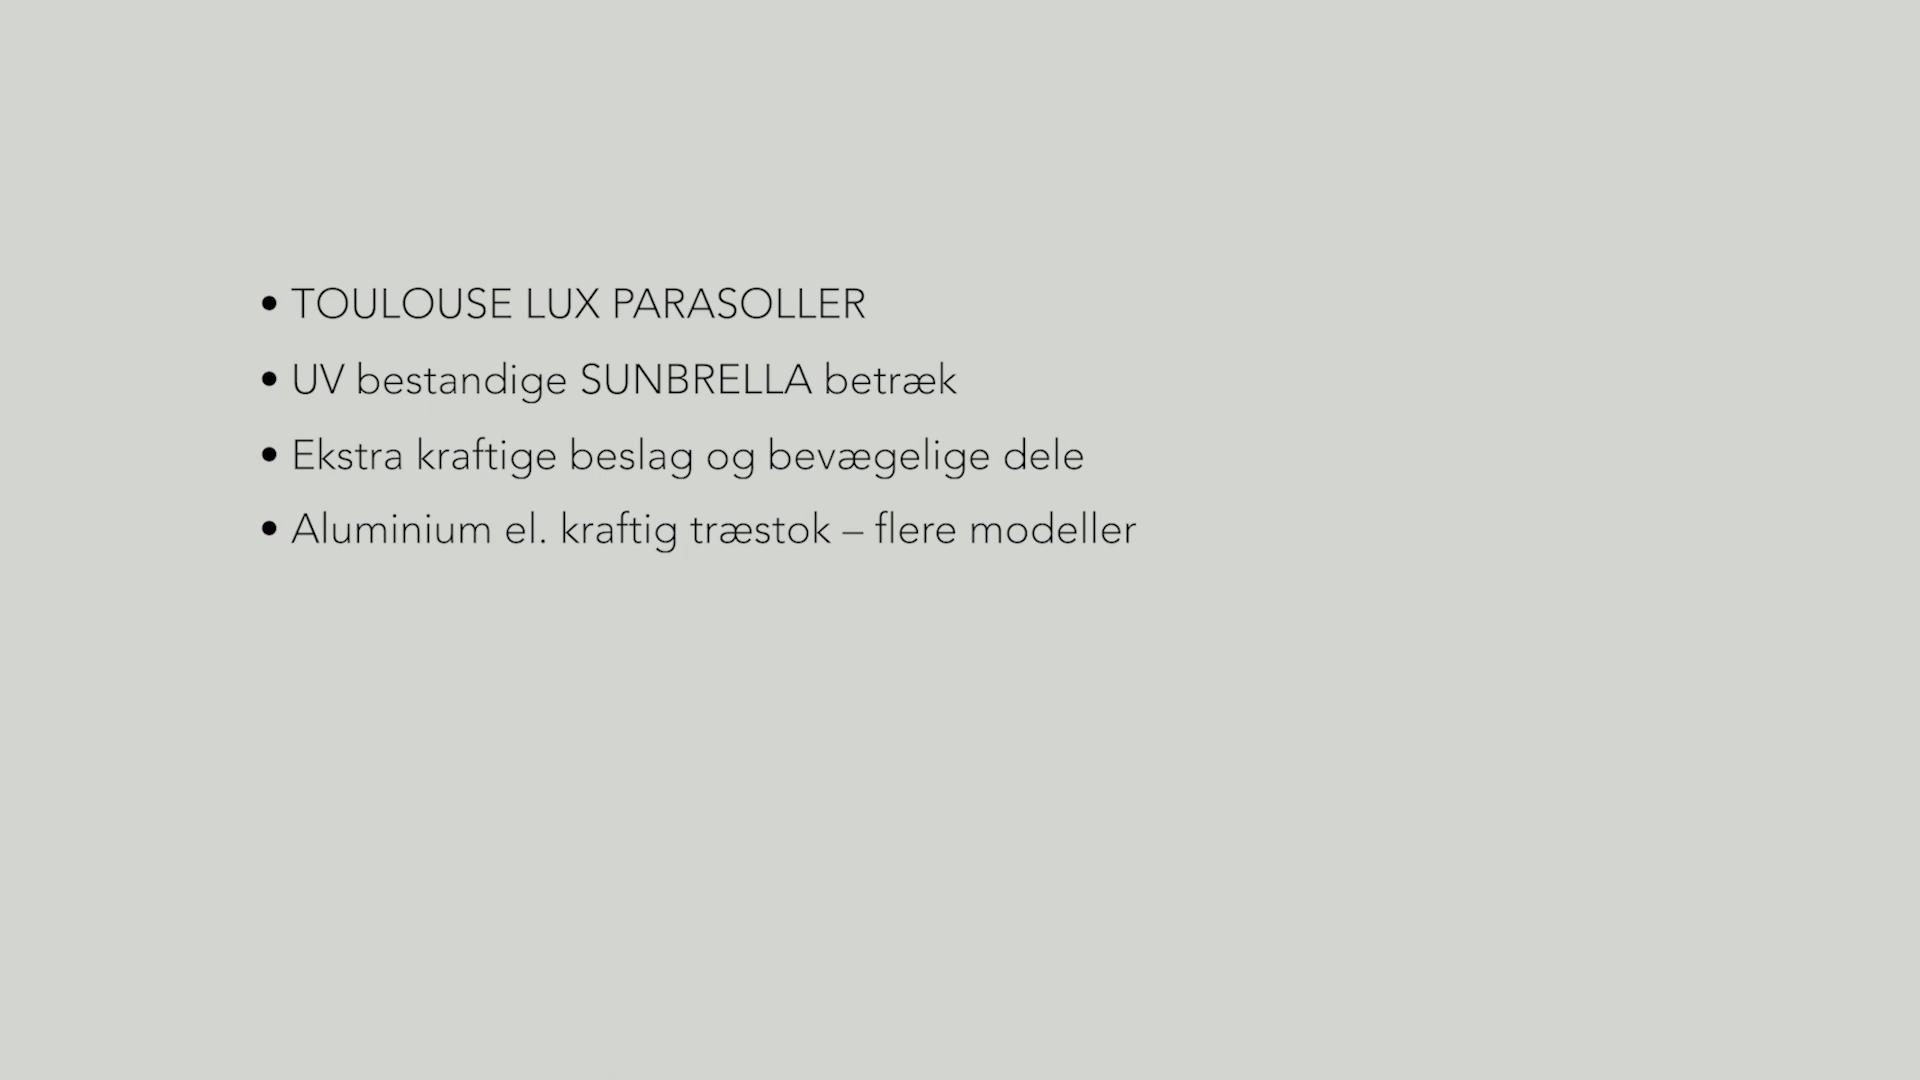 • TOULOUSE LUX PARASOLLER
• UV bestandige SUNBRELLA betræk
• Ekstra kraftige beslag og bevægelige dele
• Aluminium el. kraftig træstok – flere modeller